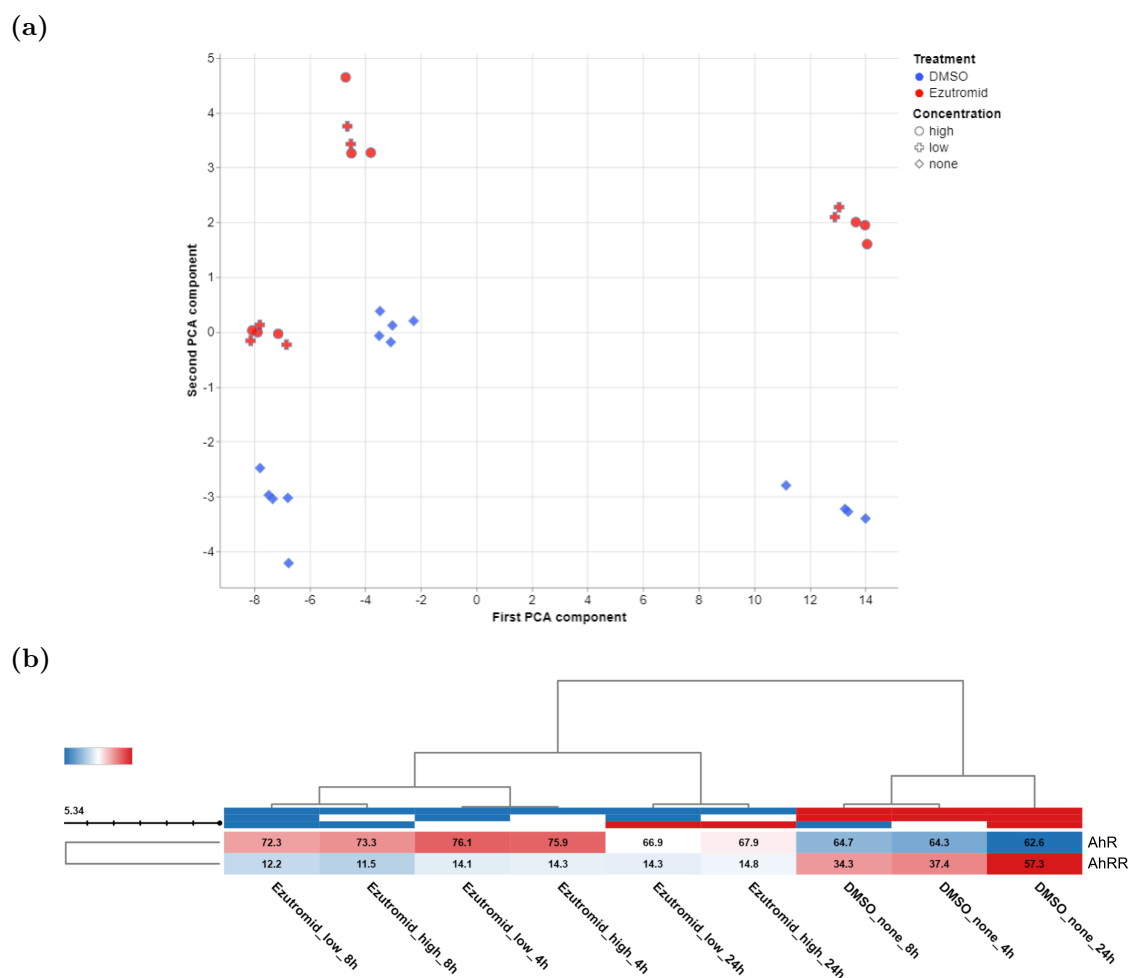 (a)
5
4
3
2
1
0
-1
-2
-3
-4
Second PCA component
-8 -6 -4 -2 0 2 4 6 8 10 12 14
First PCA component
Treatment
DMSO
Ezutromid
Concentration
high
low
none
(b)
5.34
72.3 73.3 76.1 75.9 66.9 67.9 64.7 64.3 62.6 AhR
12.2 11.5 14.1 14.3 14.3 14.8 34.3 37.4 57.3 AhRR
Ezutromid_low_8h
Ezutromid_high_8h
Ezutromid_low_4h
Ezutromid_high_4h
Ezutromid_low_24h
Ezutromid_high_24h
DMSO_none_8h
DMSO_none_4h
DMSO_none_24h